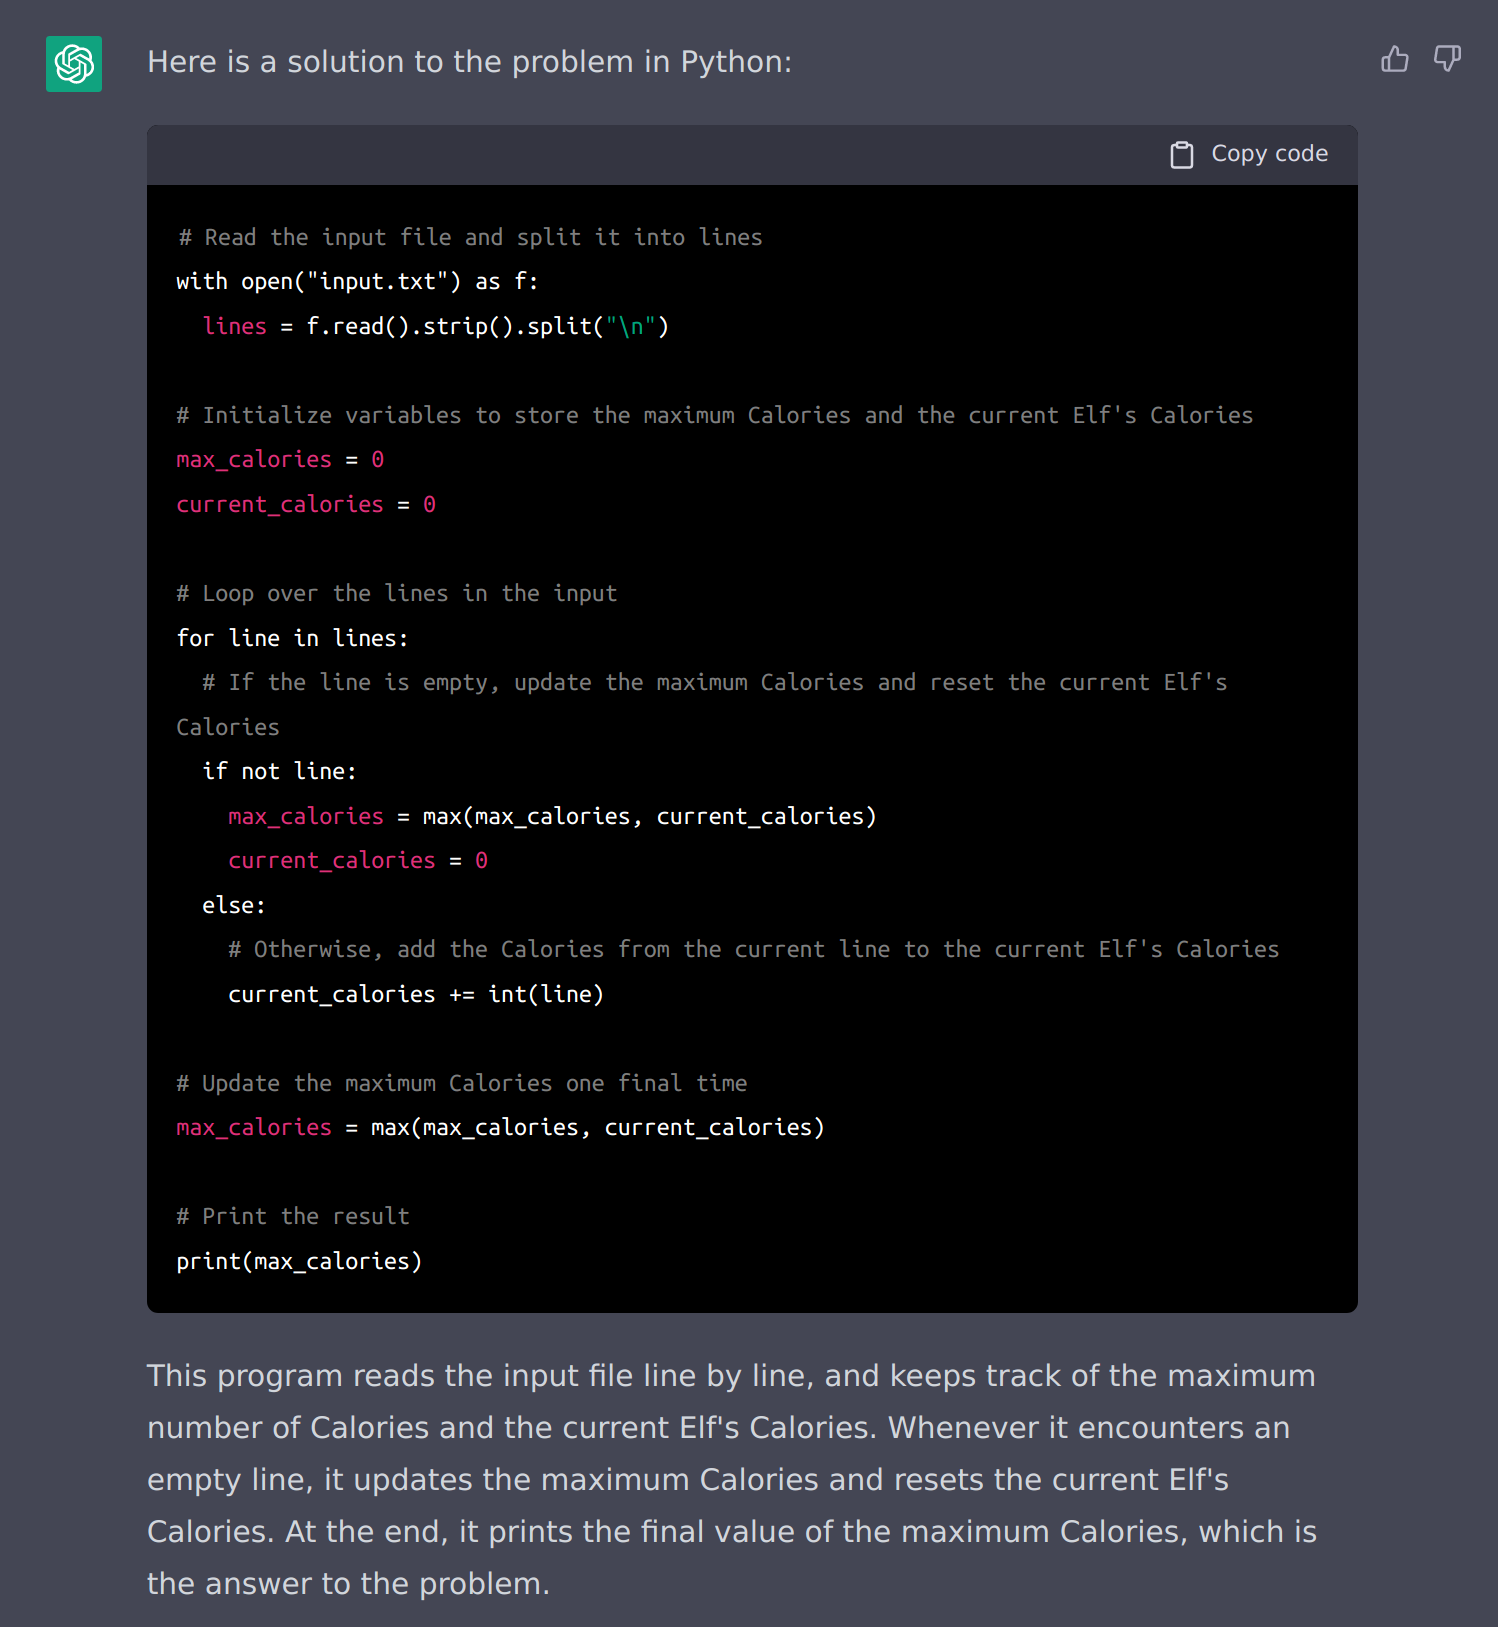 Here is a solution to the problem in Python:
Copy code
# Read the input file and split it into lines
with open("input.txt") as f:
  lines = f.read().strip().split("\n")

# Initialize variables to store the maximum Calories and the current Elf's Calories
max_calories = 0
current_calories = 0

# Loop over the lines in the input
for line in lines:
  # If the line is empty, update the maximum Calories and reset the current Elf's
Calories
  if not line:
    max_calories = max(max_calories, current_calories)
    current_calories = 0
  else:
    # Otherwise, add the Calories from the current line to the current Elf's Calories
    current_calories += int(line)

# Update the maximum Calories one final time
max_calories = max(max_calories, current_calories)

# Print the result
print(max_calories)
This program reads the input file line by line, and keeps track of the maximum
number of Calories and the current Elf's Calories. Whenever it encounters an
empty line, it updates the maximum Calories and resets the current Elf's
Calories. At the end, it prints the final value of the maximum Calories, which is
the answer to the problem.